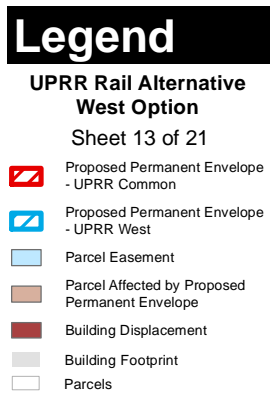 Legend
UPRR Rail Alternative
West Option
Sheet 13 of 21
Proposed Permanent Envelope
- UPRR Common
Proposed Permanent Envelope
- UPRR West
Parcel Easement
Parcel Affected by Proposed
Permanent Envelope
Building Displacement
Building Footprint
Parcels